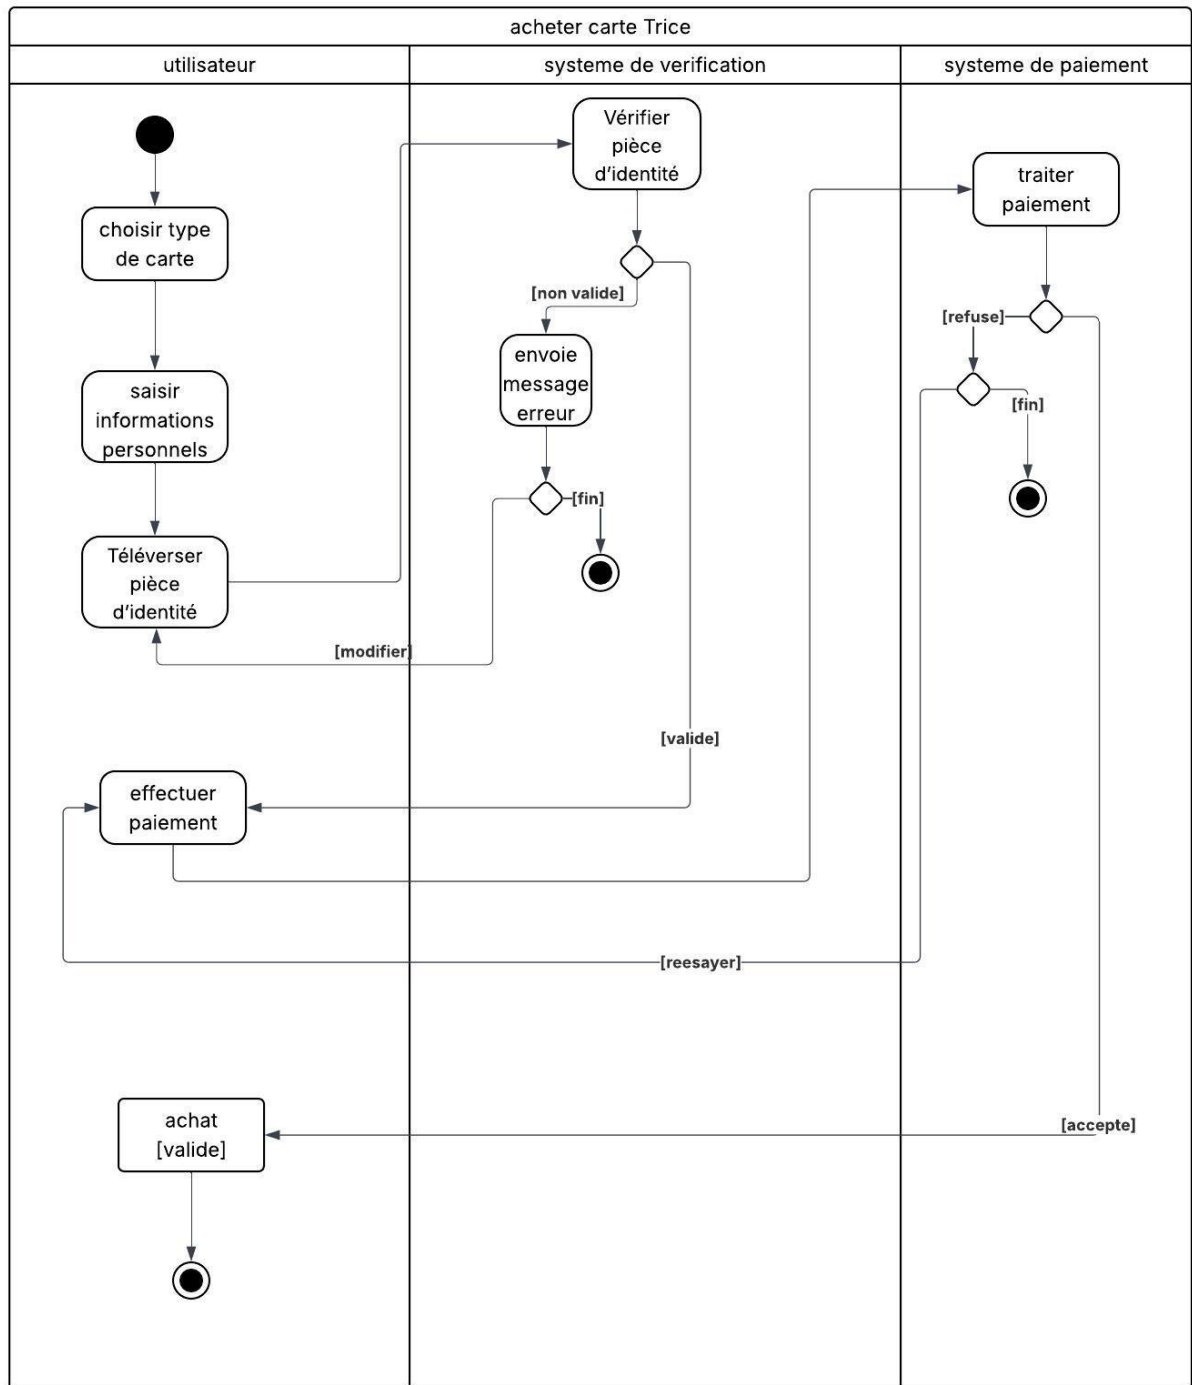 acheter carte Trice
utilisateur
systeme de verification
systeme de paiement
choisir type
de carte
saisir
informations
personnels
Téléverser
pièce
d'identité
[modifier]
effectuer
paiement
achat
[valide]
Vérifier
pièce
d'identité
[non valide]
envoie
message
erreur
[fin]
[valide]
[reesayer]
traiter
paiement
[refuse]
[fin]
[accepte]